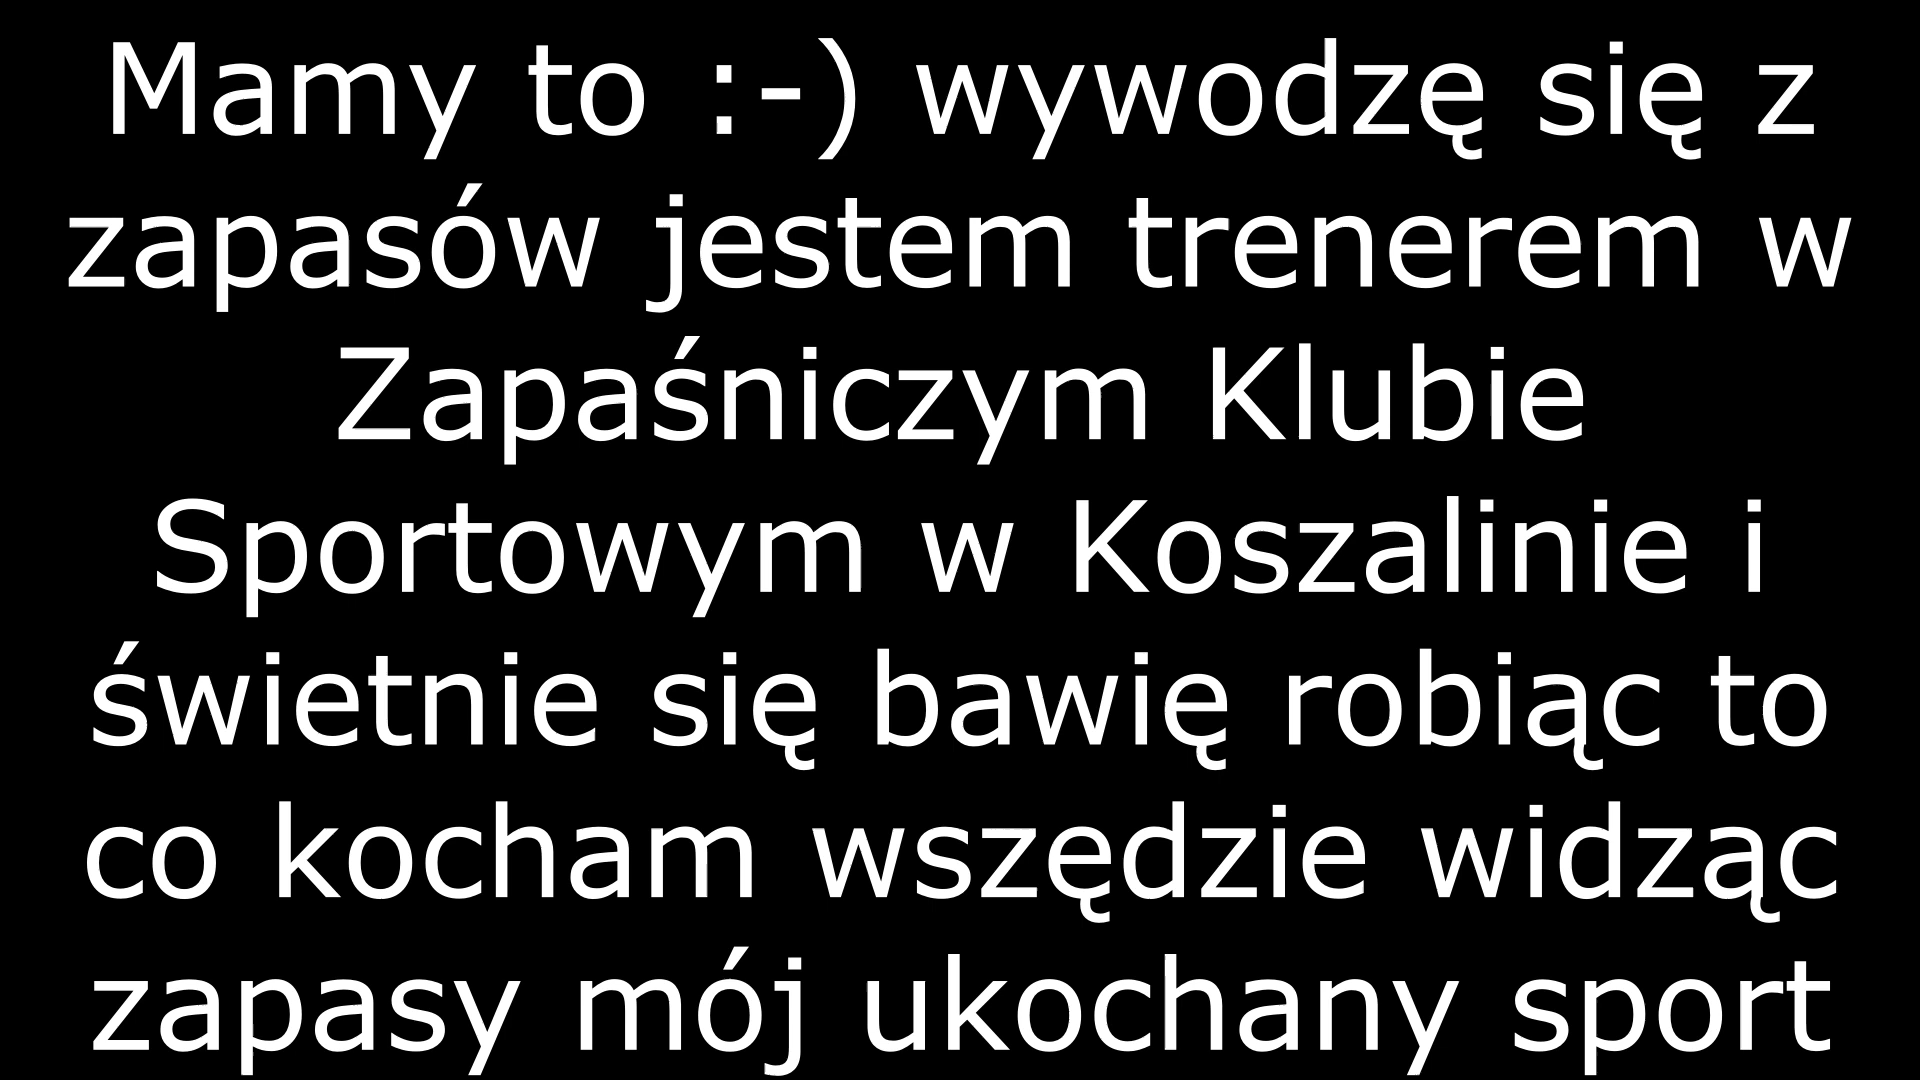 Mamy to :-) wywodzę się z
zapasów jestem trenerem w
Zapaśniczym Klubie
Sportowym w Koszalinie i
świetnie się bawię robiąc to
co kocham wszędzie widząc
zapasy mój ukochany sport